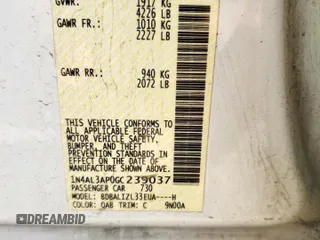 GVWR: 1917 KG
4226 LB
GAWR FR.: 1010 KG
2227 LB
GAWR RR.: 940 KG
2072 LB
THIS VEHICLE CONFORMS TO ALL
APPLICABLE U.S. FEDERAL
MOTOR VEHICLE SAFETY,
BUMPER, AND THEFT
PREVENTION STANDARDS
IN EFFECT ON THE DATE OF
MANUFACTURE SHOWN ABOVE.
1N4AL3AP0GC239037
PASSENGER CAR 730
MODEL: BDBALIZL33EUA----H
COLOR: QAB TRIM: C 9N00A
DREAMBID